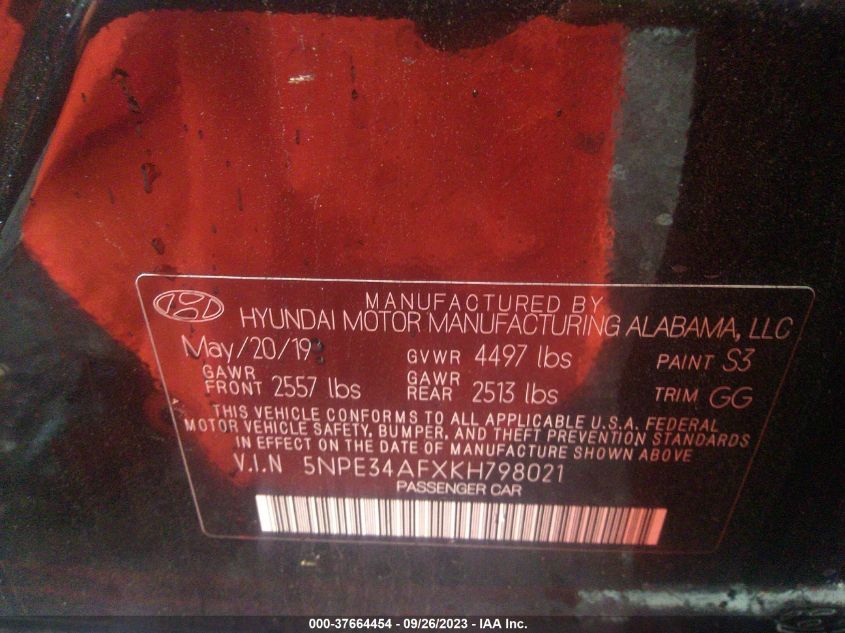 MANUFACTURED BY
HYUNDAI MOTOR MANUFACTURING ALABAMA, LLC
May/20/19 GVWR 4497 lbs PAINT S3
GAWR FRONT 2557 lbs GAWR REAR 2513 lbs TRIM GG
THIS VEHICLE CONFORMS TO ALL APPLICABLE U.S.A. FEDERAL
MOTOR VEHICLE SAFETY, BUMPER, AND THEFT PREVENTION STANDARDS
IN EFFECT ON THE DATE OF MANUFACTURE SHOWN ABOVE
V.I.N 5NPE34AFXKH798021
PASSENGER CAR
000-37664454 - 09/26/2023 - IAA Inc.